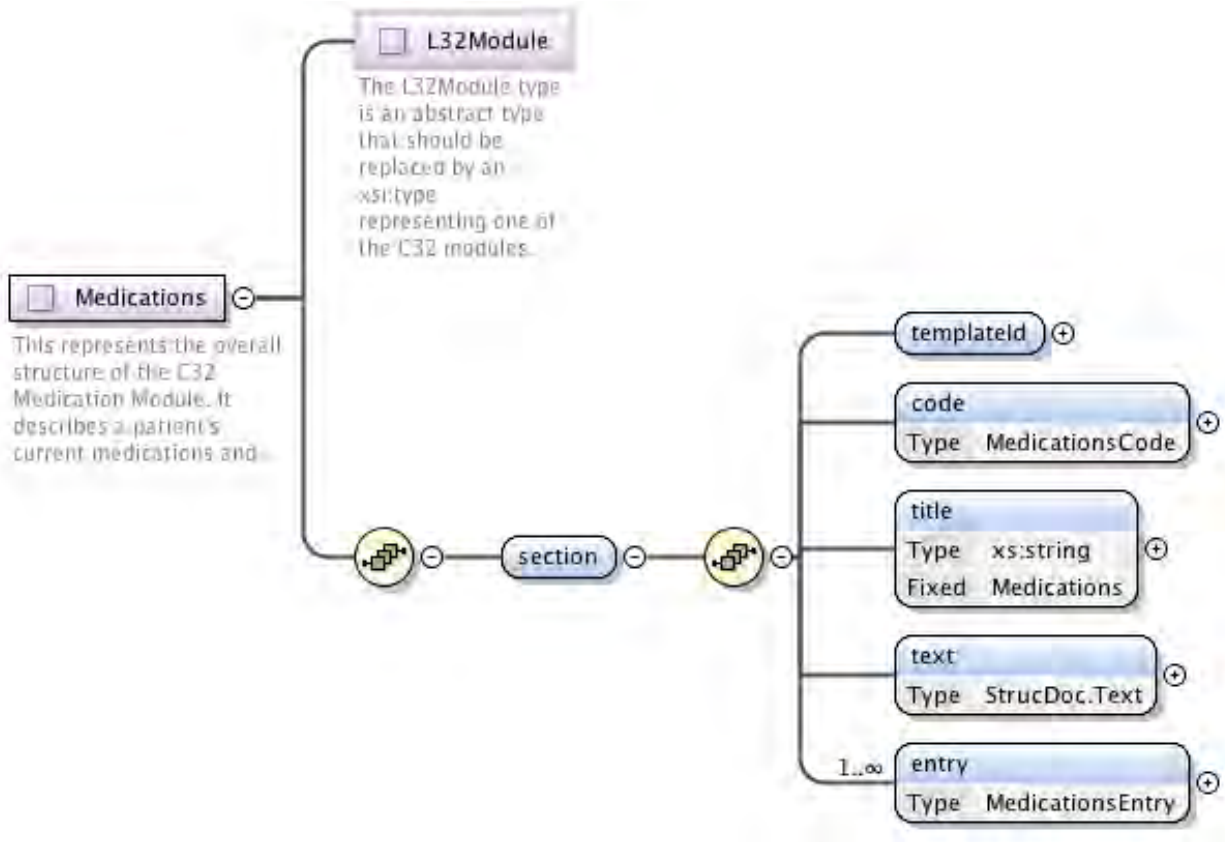 L32Module
The L32Module type
is an abstract type
that should be
replaced by an
xsi:type
representing one of
the C32 modules.
Medications
This represents the overall
structure of the C32
Medication Module. It
describes a patient's
current medications and
section
templateId
code
Type MedicationsCode
title
Type xs:string
Fixed Medications
text
Type StrucDoc.Text
1..∞
entry
Type MedicationsEntry